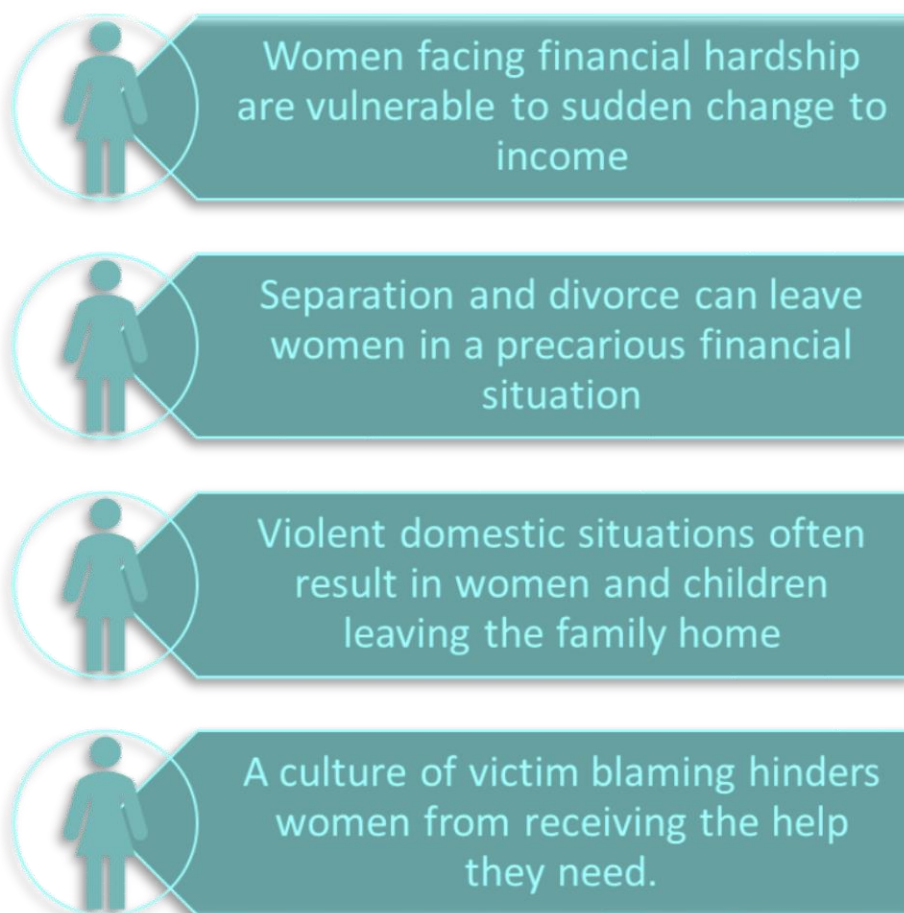 Women facing financial hardship
are vulnerable to sudden change to
income
Separation and divorce can leave
women in a precarious financial
situation
Violent domestic situations often
result in women and children
leaving the family home
A culture of victim blaming hinders
women from receiving the help
they need.